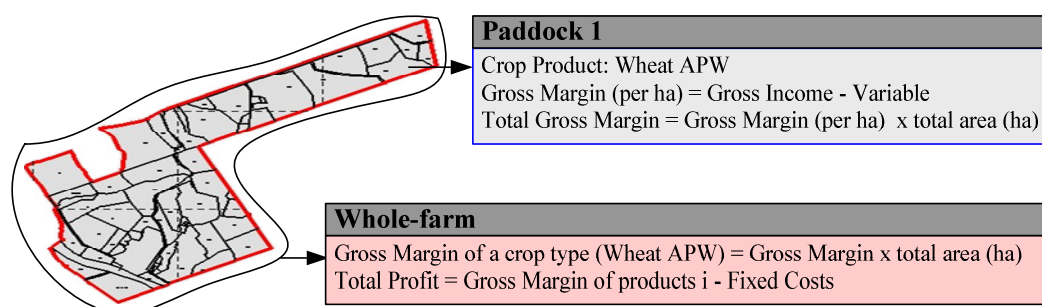 Paddock 1
Crop Product: Wheat APW
Gross Margin (per ha) = Gross Income - Variable
Total Gross Margin = Gross Margin (per ha) x total area (ha)
Whole-farm
Gross Margin of a crop type (Wheat APW) = Gross Margin x total area (ha)
Total Profit = Gross Margin of products i - Fixed Costs